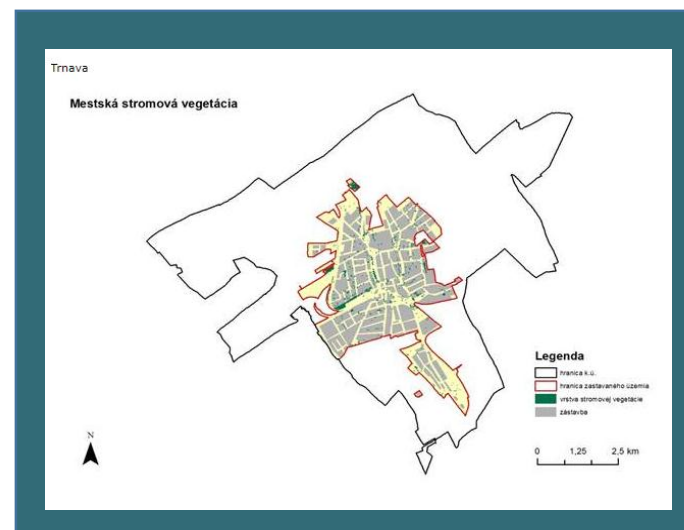 Trnava
Mestská stromová vegetácia
Legenda
hranica k.ú.
hranica zastavaného územia
vrstva stromovej vegetácie
zástavba
N
0 1,25 2,5 km